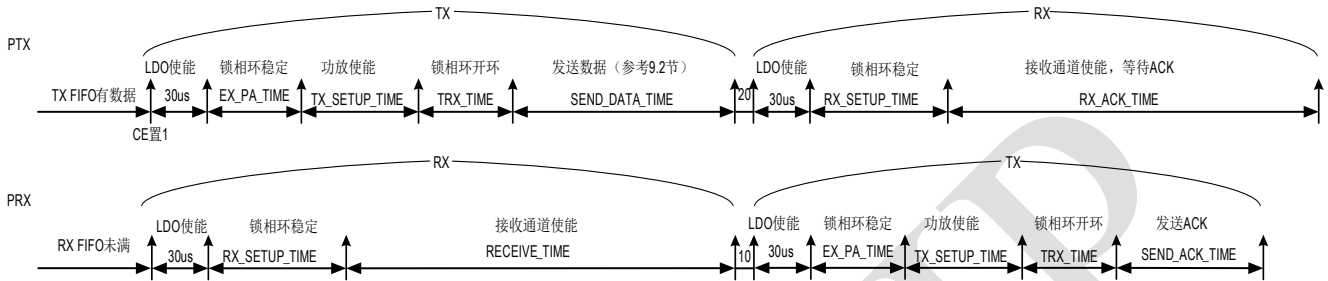 TX
RX
PTX
LDO使能 锁相环稳定 功放使能 锁相环开环 发送数据（参考9.2节） LDO使能 锁相环稳定 接收通道使能，等待ACK
TX FIFO有数据 30us EX_PA_TIME TX_SETUP_TIME TRX_TIME SEND_DATA_TIME 20 30us RX_SETUP_TIME RX_ACK_TIME
CE置1
RX
TX
PRX
LDO使能 锁相环稳定 接收通道使能 LDO使能 锁相环稳定 功放使能 锁相环开环 发送ACK
RX FIFO未满 30us RX_SETUP_TIME RECEIVE_TIME 10 30us EX_PA_TIME TX_SETUP_TIME TRX_TIME SEND_ACK_TIME